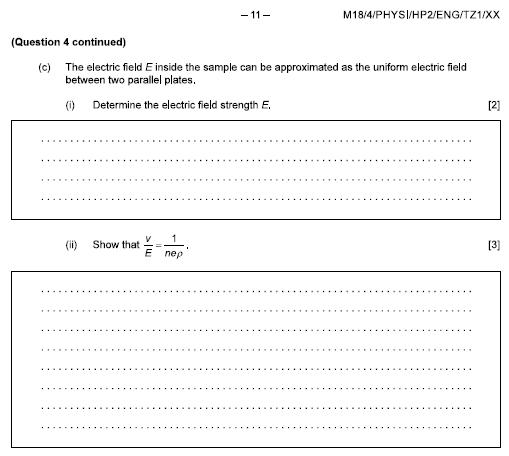 – 11 –
M18/4/PHYSI/HP2/ENG/TZ1/XX
(Question 4 continued)
(c) The electric field E inside the sample can be approximated as the uniform electric field
between two parallel plates.
(i) Determine the electric field strength E. [2]
(ii) Show that v/E = 1/neρ. [3]